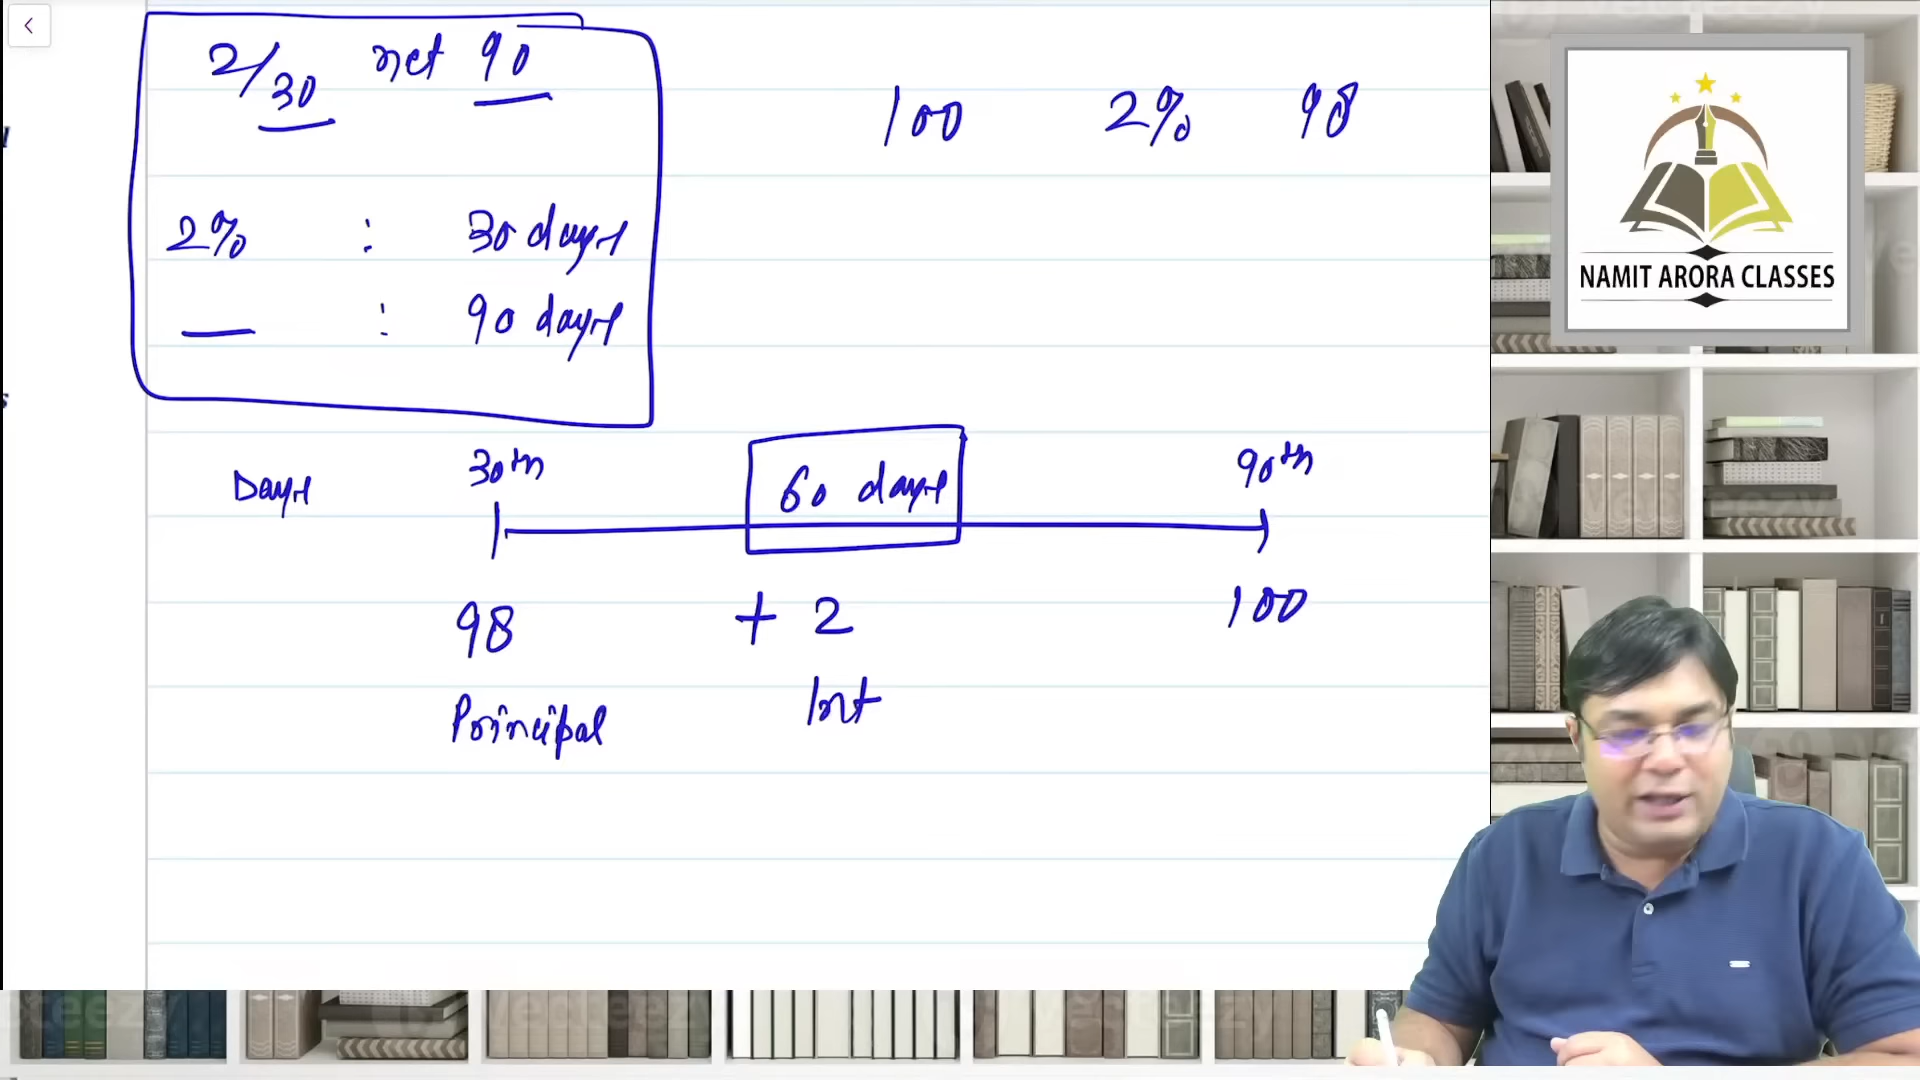 2/30 net 90
100 2% 98
2% : 30 days
— : 90 days
Days 30th 60 days 90th
98 + 2 100
Principal Int
NAMIT ARORA CLASSES